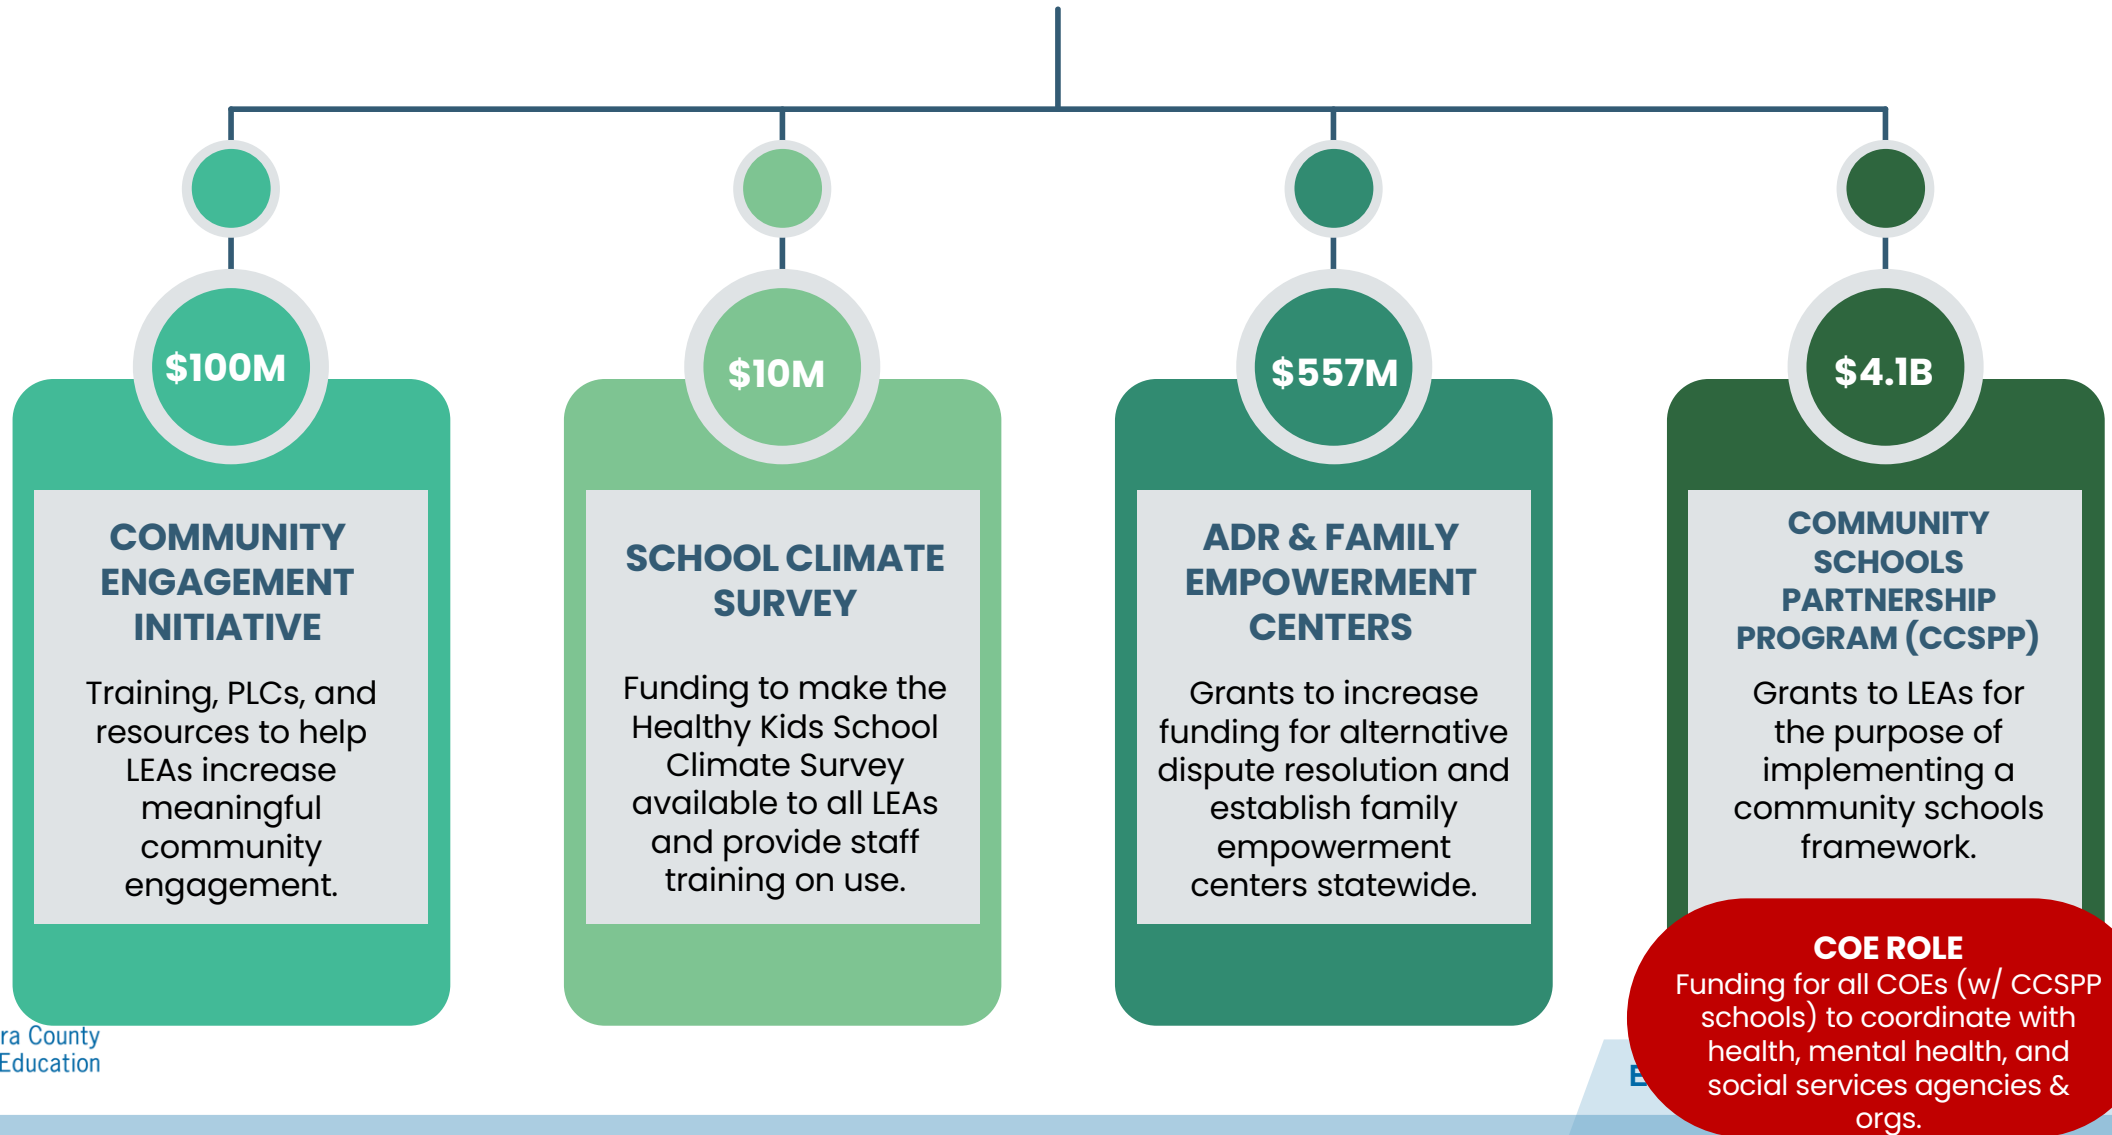 $100M
COMMUNITY
ENGAGEMENT
INITIATIVE
Training, PLCs, and
resources to help
LEAs increase
meaningful
community
engagement.
$10M
SCHOOL CLIMATE
SURVEY
Funding to make the
Healthy Kids School
Climate Survey
available to all LEAs
and provide staff
training on use.
$557M
ADR & FAMILY
EMPOWERMENT
CENTERS
Grants to increase
funding for alternative
dispute resolution and
establish family
empowerment
centers statewide.
$4.1B
COMMUNITY
SCHOOLS
PARTNERSHIP
PROGRAM (CCSPP)
Grants to LEAs for
the purpose of
implementing a
community schools
framework.
COE ROLE
Funding for all COEs (w/ CCSPP
schools) to coordinate with
health, mental health, and
social services agencies &
orgs.
ra County
Education